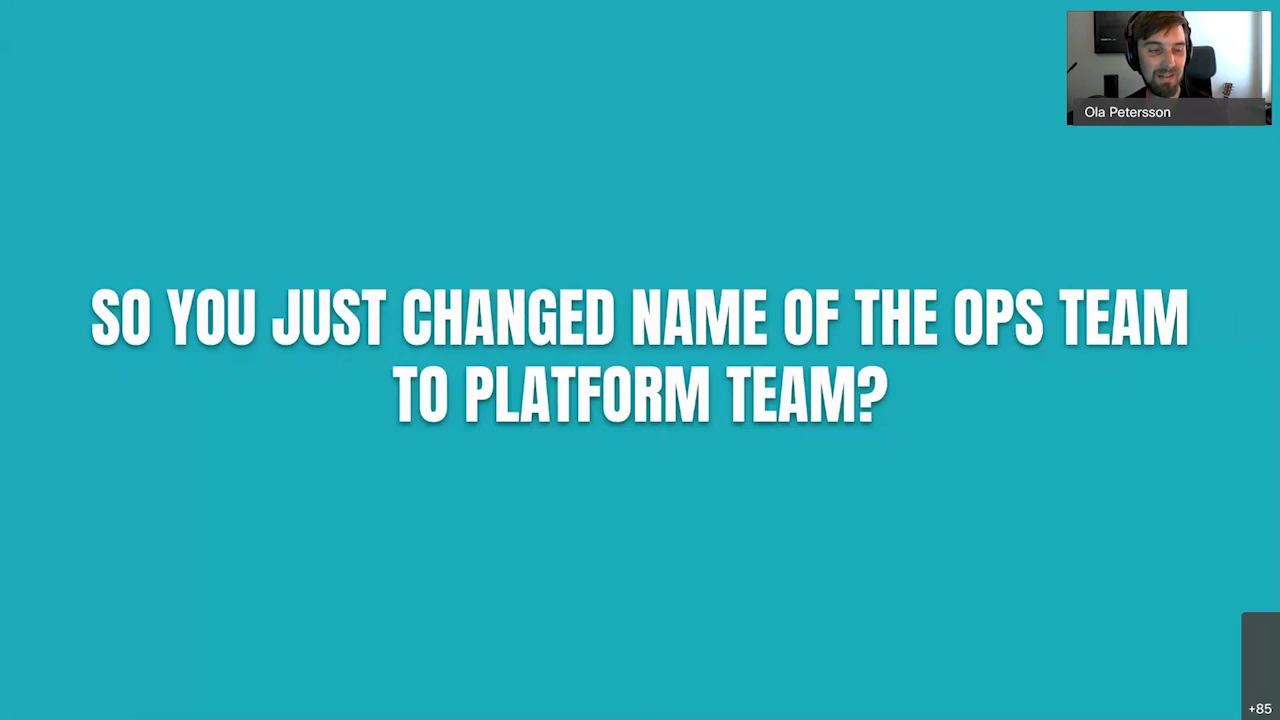 Ola Petersson
SO YOU JUST CHANGED NAME OF THE OPS TEAM
TO PLATFORM TEAM?
+85